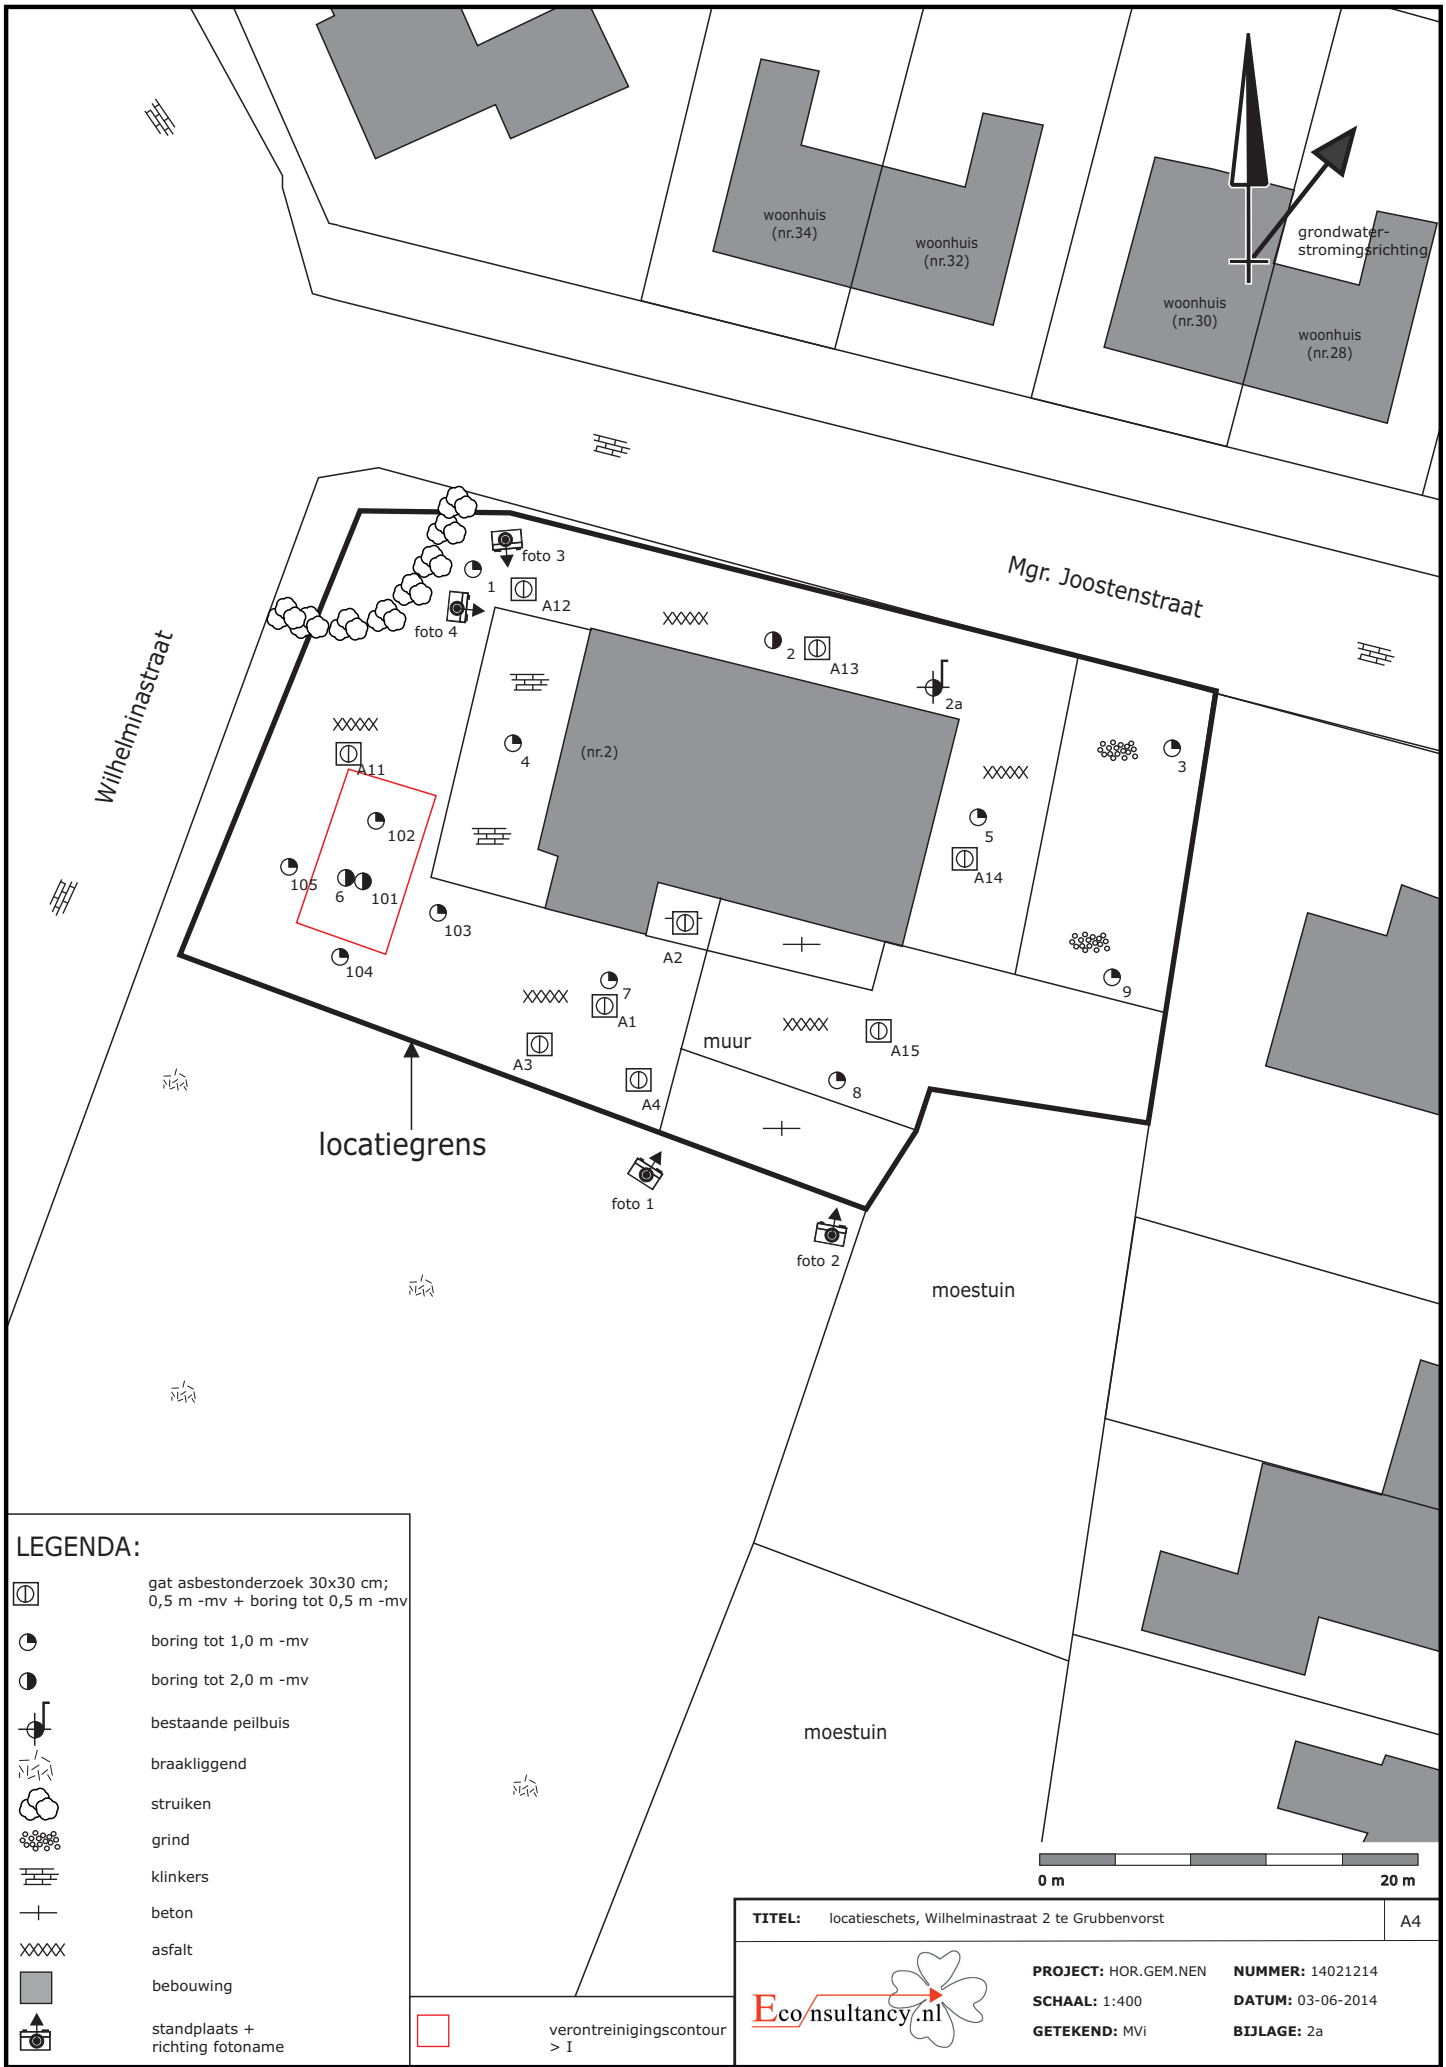 woonhuis
(nr.34)
woonhuis
(nr.32)
grondwater-
stromingsrichting
woonhuis
(nr.30)
woonhuis
(nr.28)
Mgr. Joostenstraat
Wilhelminastraat
foto 3
1
A12
foto 4
2
A13
2a
(nr.2)
4
3
A11
5
102
A14
105
6
101
103
A2
104
9
7
A1
muur
A15
A3
8
A4
locatiegrens
foto 1
foto 2
moestuin
moestuin
LEGENDA:
gat asbestonderzoek 30x30 cm;
0,5 m -mv + boring tot 0,5 m -mv
boring tot 1,0 m -mv
boring tot 2,0 m -mv
bestaande peilbuis
braakliggend
struiken
grind
klinkers
beton
asfalt
bebouwing
standplaats +
richting fotoname
verontreinigingscontour
> I
0 m 20 m
TITEL: locatieschets, Wilhelminastraat 2 te Grubbenvorst A4
Econsultancy.nl
PROJECT: HOR.GEM.NEN NUMMER: 14021214
SCHAAL: 1:400 DATUM: 03-06-2014
GETEKEND: MVi BIJLAGE: 2a